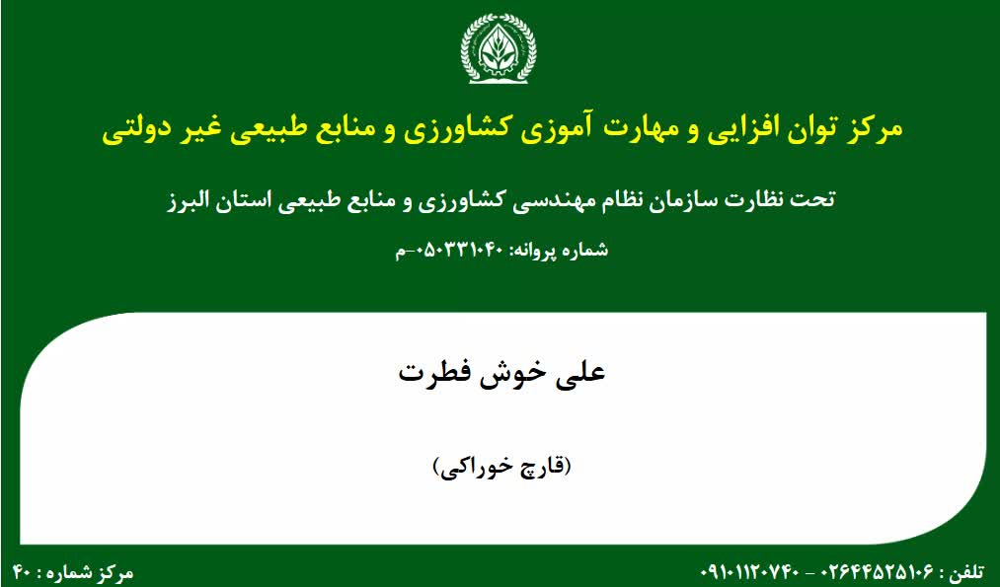 مرکز توان افزایی و مهارت آموزی کشاورزی و منابع طبیعی غیر دولتی
تحت نظارت سازمان نظام مهندسی کشاورزی و منابع طبیعی استان البرز
شماره پروانه: ۰۵۰۳۳۱۰۴۰-م
علی خوش فطرت
(قارچ خوراکی)
تلفن : ۰۲۶۴۴۵۲۵۱۰۶ - ۰۹۱۰۱۱۲۰۷۴۰
مرکز شماره : ۴۰